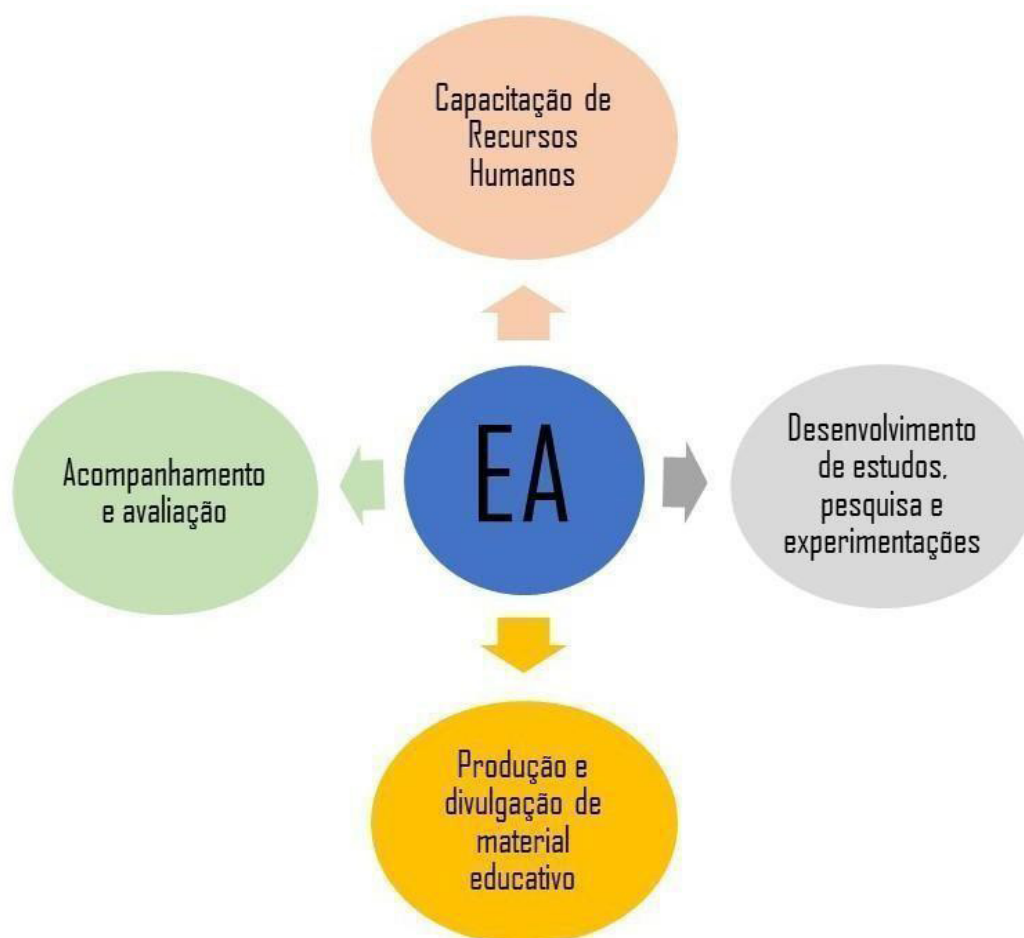 Capacitação de
Recursos
Humanos
Acompanhamento
e avaliação
EA
Desenvolvimento
de estudos,
pesquisa e
experimentações
Produção e
divulgação de
material
educativo